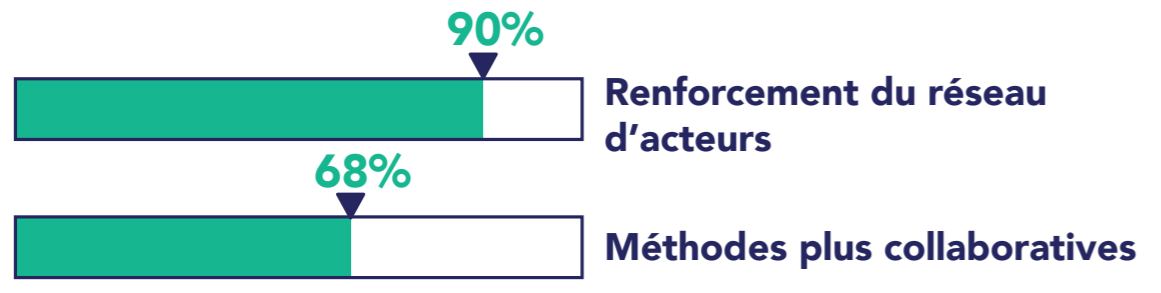 90%
Renforcement du réseau
d’acteurs
68%
Méthodes plus collaboratives